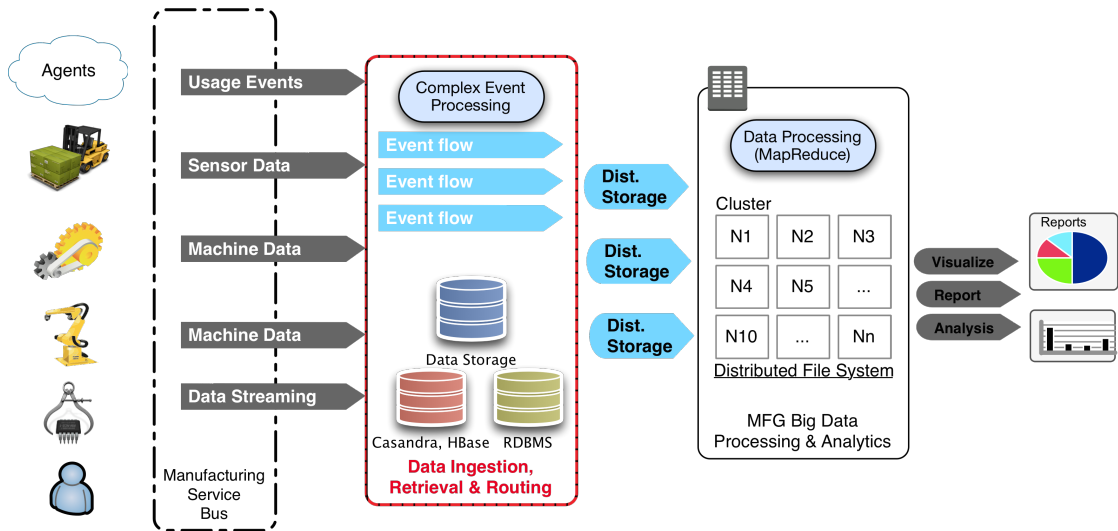 Agents
Usage Events
Sensor Data
Machine Data
Machine Data
Data Streaming
Manufacturing
Service
Bus
Complex Event
Processing
Event flow
Event flow
Event flow
Data Storage
Casandra, HBase
RDBMS
Data Ingestion,
Retrieval & Routing
Dist.
Storage
Dist.
Storage
Dist.
Storage
Data Processing
(MapReduce)
Cluster
N1 N2 N3
N4 N5 ...
N10 ... Nn
Distributed File System
MFG Big Data
Processing & Analytics
Visualize
Report
Analysis
Reports